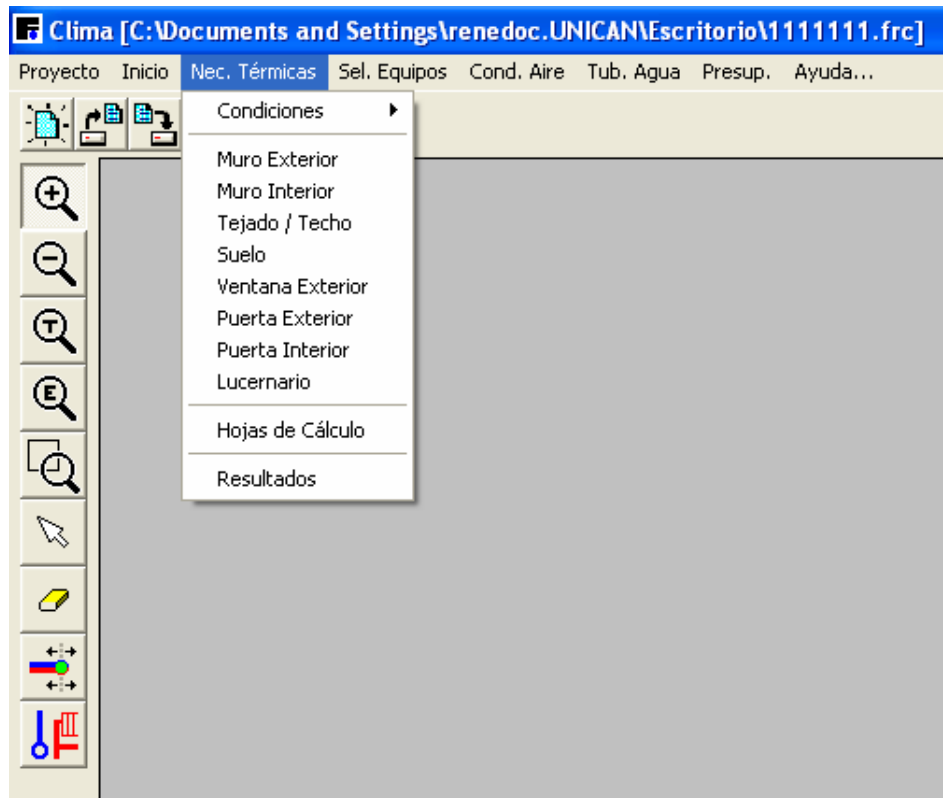 Clima [C:\Documents and Settings\renedoc.UNICAN\Escritorio\1111111.frc]
Proyecto Inicio Nec. Térmicas Sel. Equipos Cond. Aire Tub. Agua Presup. Ayuda...
Condiciones
Muro Exterior
Muro Interior
Tejado / Techo
Suelo
Ventana Exterior
Puerta Exterior
Puerta Interior
Lucernario
Hojas de Cálculo
Resultados
T
E